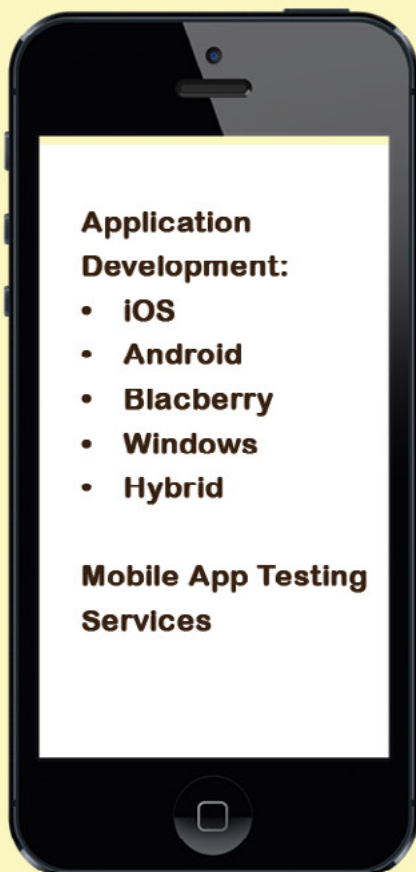 Application
Development:
• iOS
• Android
• Blacberry
• Windows
• Hybrid
Mobile App Testing
Services